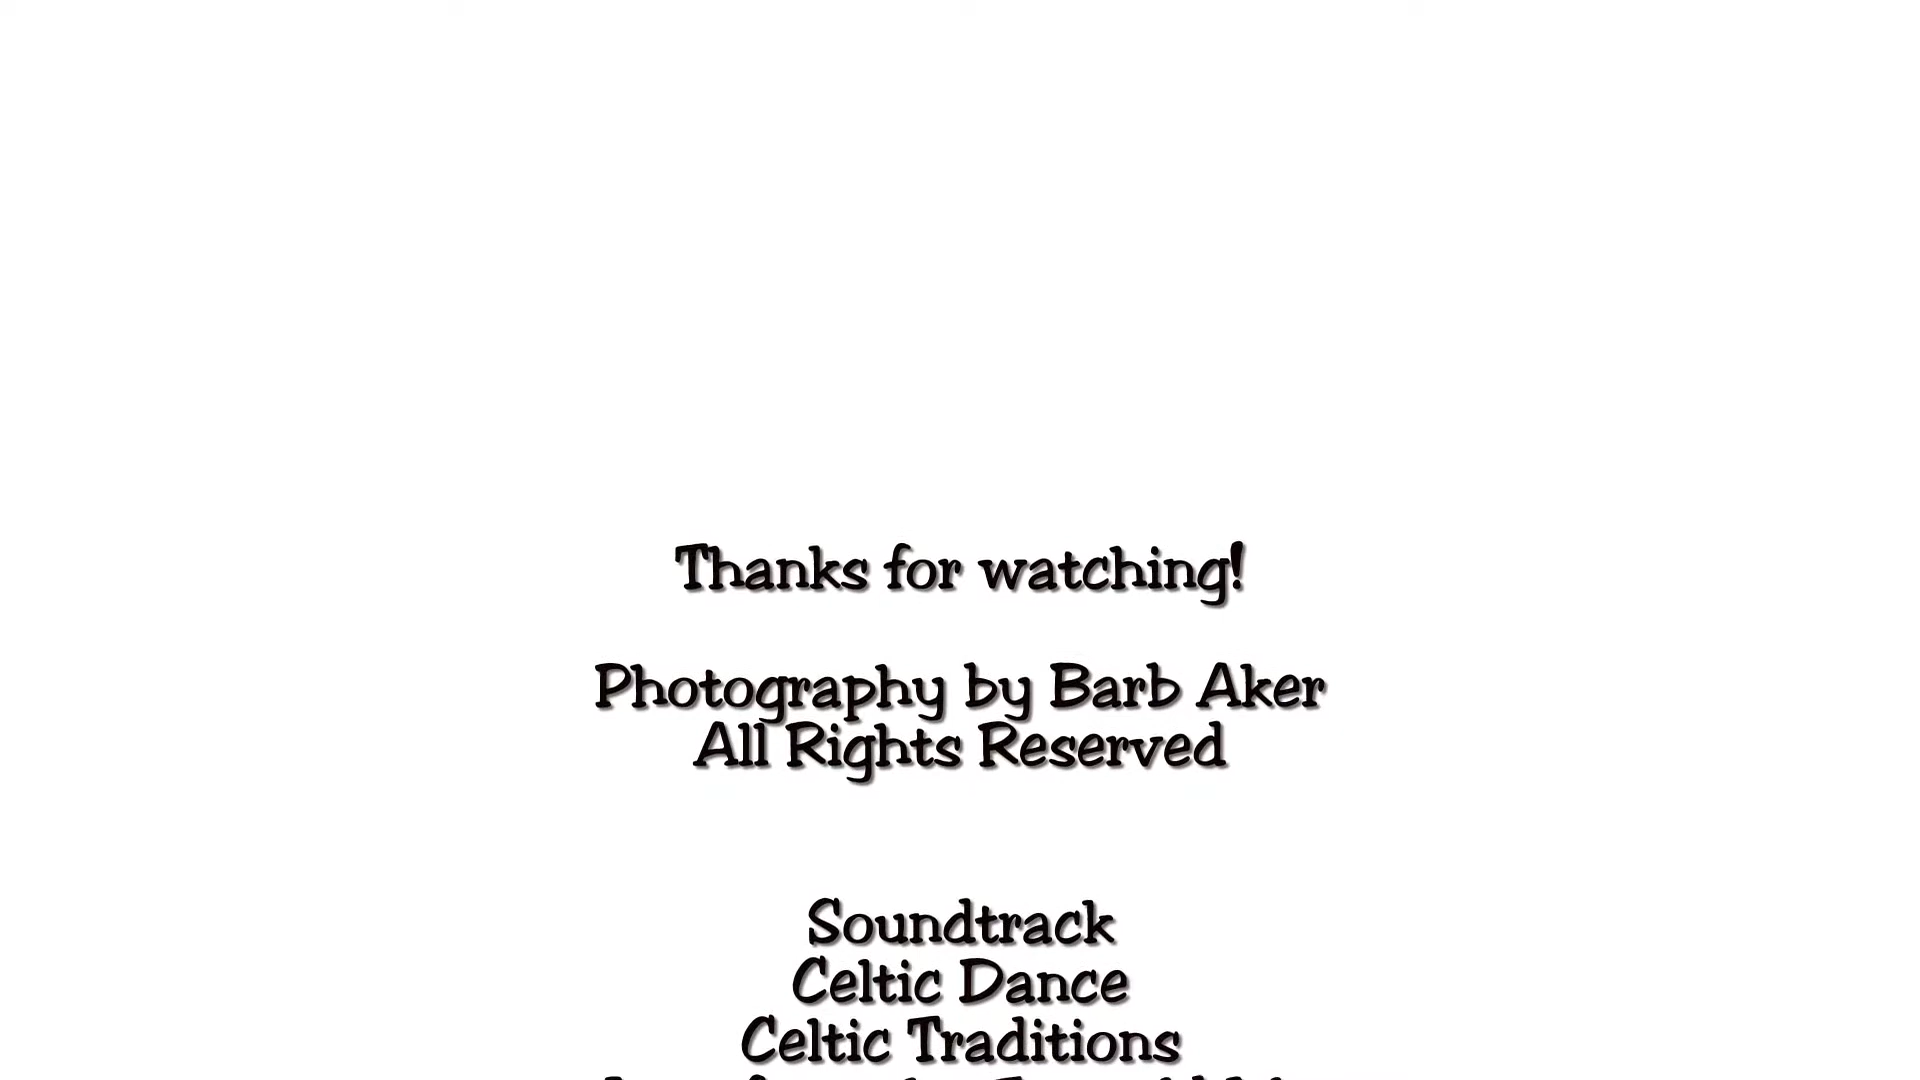 Thanks for watching!
Photography by Barb Aker
All Rights Reserved
Soundtrack
Celtic Dance
Celtic Traditions